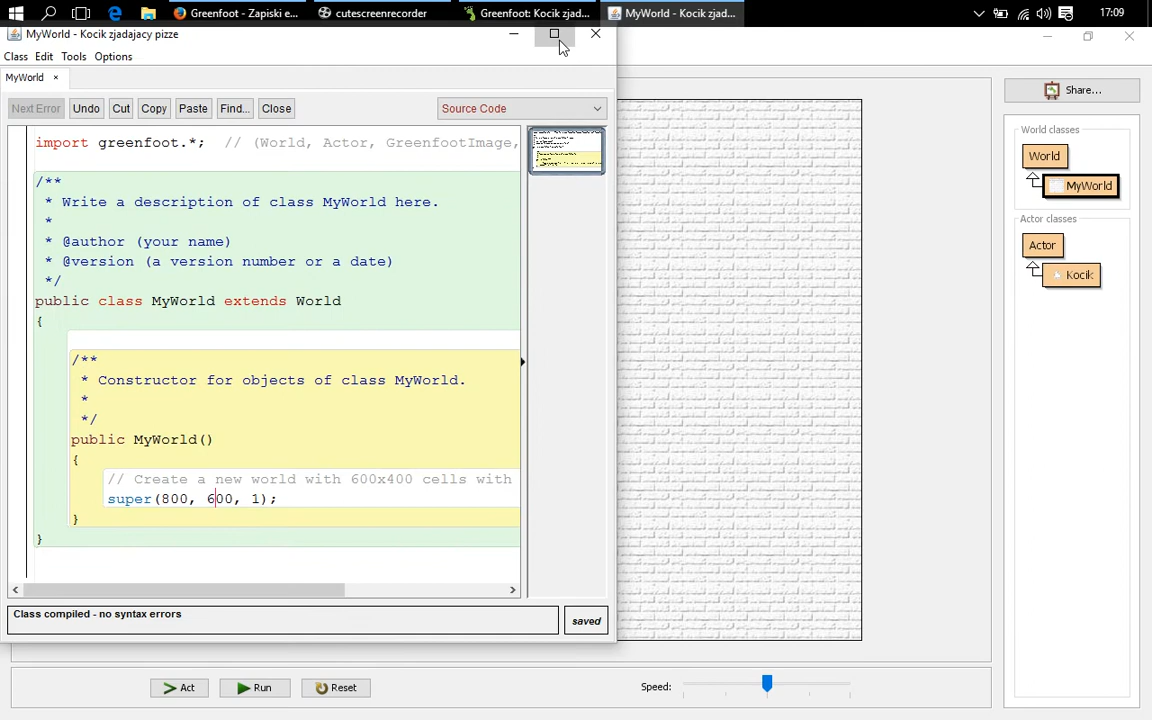 Greenfoot - Zapiski e...
cutescreenrecorder
Greenfoot: Kocik zjad...
MyWorld - Kocik zjad...
17:09
MyWorld - Kocik zjadajacy pizze
Class Edit Tools Options
MyWorld ×
Next Error Undo Cut Copy Paste Find... Close Source Code
import greenfoot.*;  // (World, Actor, GreenfootImage,
/**
 * Write a description of class MyWorld here.
 *
 * @author (your name)
 * @version (a version number or a date)
 */
public class MyWorld extends World
{
/**
 * Constructor for objects of class MyWorld.
 *
 */
public MyWorld()
{
// Create a new world with 600x400 cells with
super(800, 600, 1);
}
}
Class compiled - no syntax errors
saved
Share...
World classes
World
MyWorld
Actor classes
Actor
Kocik
Act
Run
Reset
Speed: